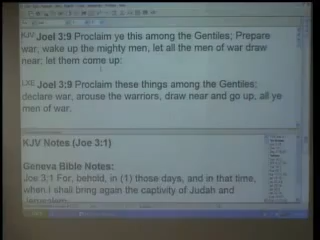 KJV Joel 3:9 Proclaim ye this among the Gentiles; Prepare
war, wake up the mighty men, let all the men of war draw
near; let them come up:
LXE Joel 3:9 Proclaim these things among the Gentiles;
declare war, arouse the warriors, draw near and go up, all ye
men of war.
KJV Notes (Joe 3:1)
Geneva Bible Notes:
Joe 3:1 For, behold, in (1) those days, and in that time,
when I shall bring again the captivity of Judah and